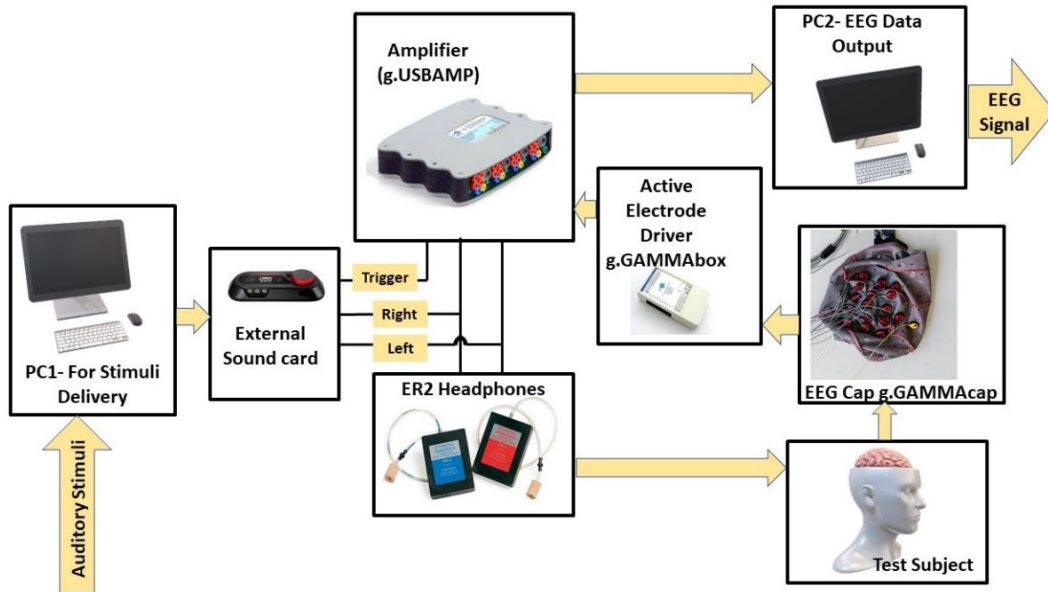 Amplifier
(g.USBAMP)
PC2- EEG Data
Output
EEG
Signal
Active
Electrode
Driver
g.GAMMAbox
Trigger
Right
Left
External
Sound card
PC1- For Stimuli
Delivery
ER2 Headphones
EEG Cap g.GAMMAcap
Auditory Stimuli
Test Subject